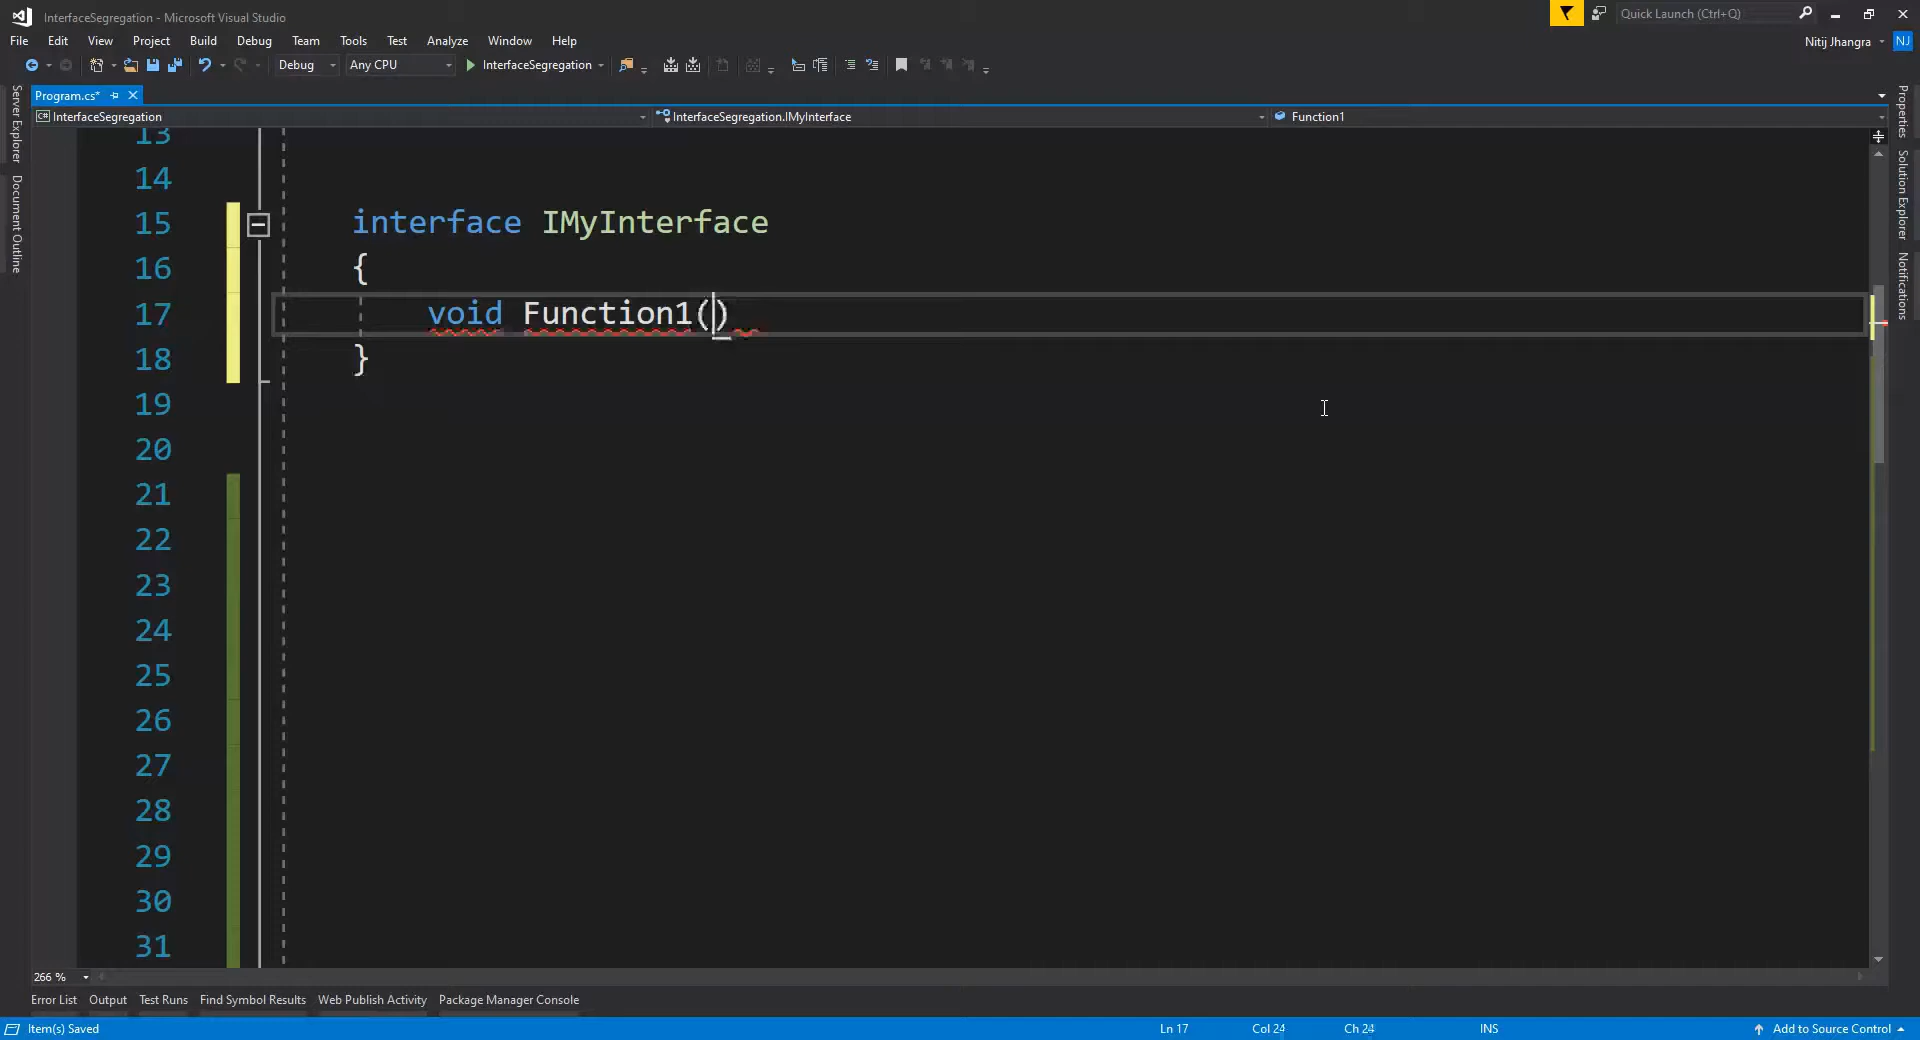 InterfaceSegregation - Microsoft Visual Studio
Quick Launch (Ctrl+Q)
File Edit View Project Build Debug Team Tools Test Analyze Window Help
Nitij Jhangra NJ
Debug Any CPU InterfaceSegregation
Server Explorer
Document Outline
Program.cs*
C# InterfaceSegregation
InterfaceSegregation.IMyInterface
Function1
Properties
Solution Explorer
Notifications
13
14
15 interface IMyInterface
16 {
17 void Function1()
18 }
19
20
21
22
23
24
25
26
27
28
29
30
31
266 %
Error List Output Test Runs Find Symbol Results Web Publish Activity Package Manager Console
Item(s) Saved
Ln 17 Col 24 Ch 24 INS
Add to Source Control